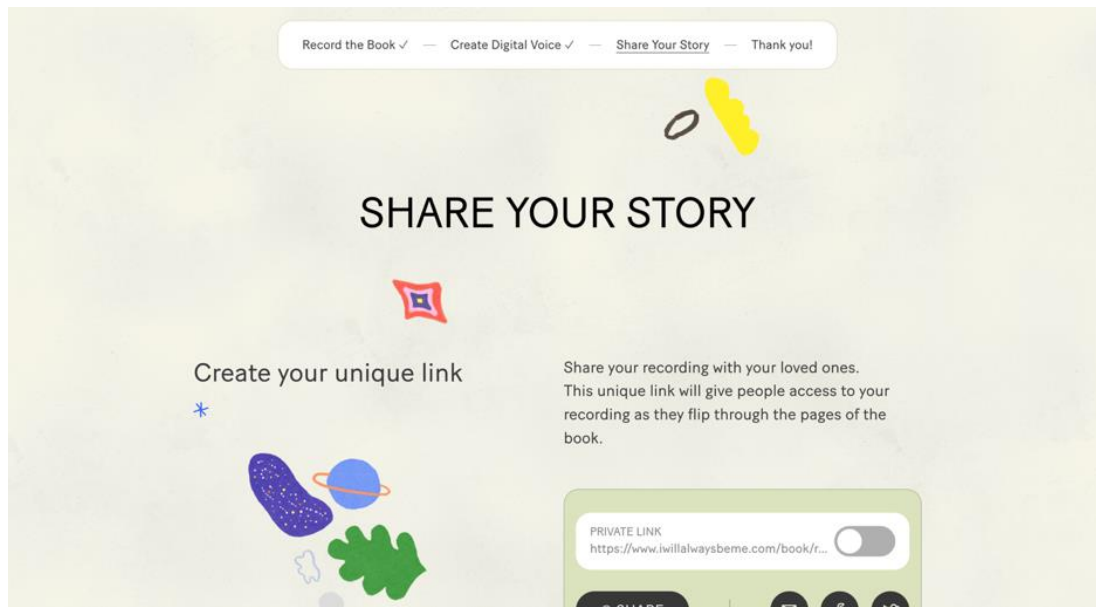 Record the Book ✓ — Create Digital Voice ✓ — Share Your Story — Thank you!
SHARE YOUR STORY
Create your unique link
Share your recording with your loved ones.
This unique link will give people access to your
recording as they flip through the pages of the
book.
PRIVATE LINK
https://www.iwillalwaysbeme.com/book/r...
SHARE